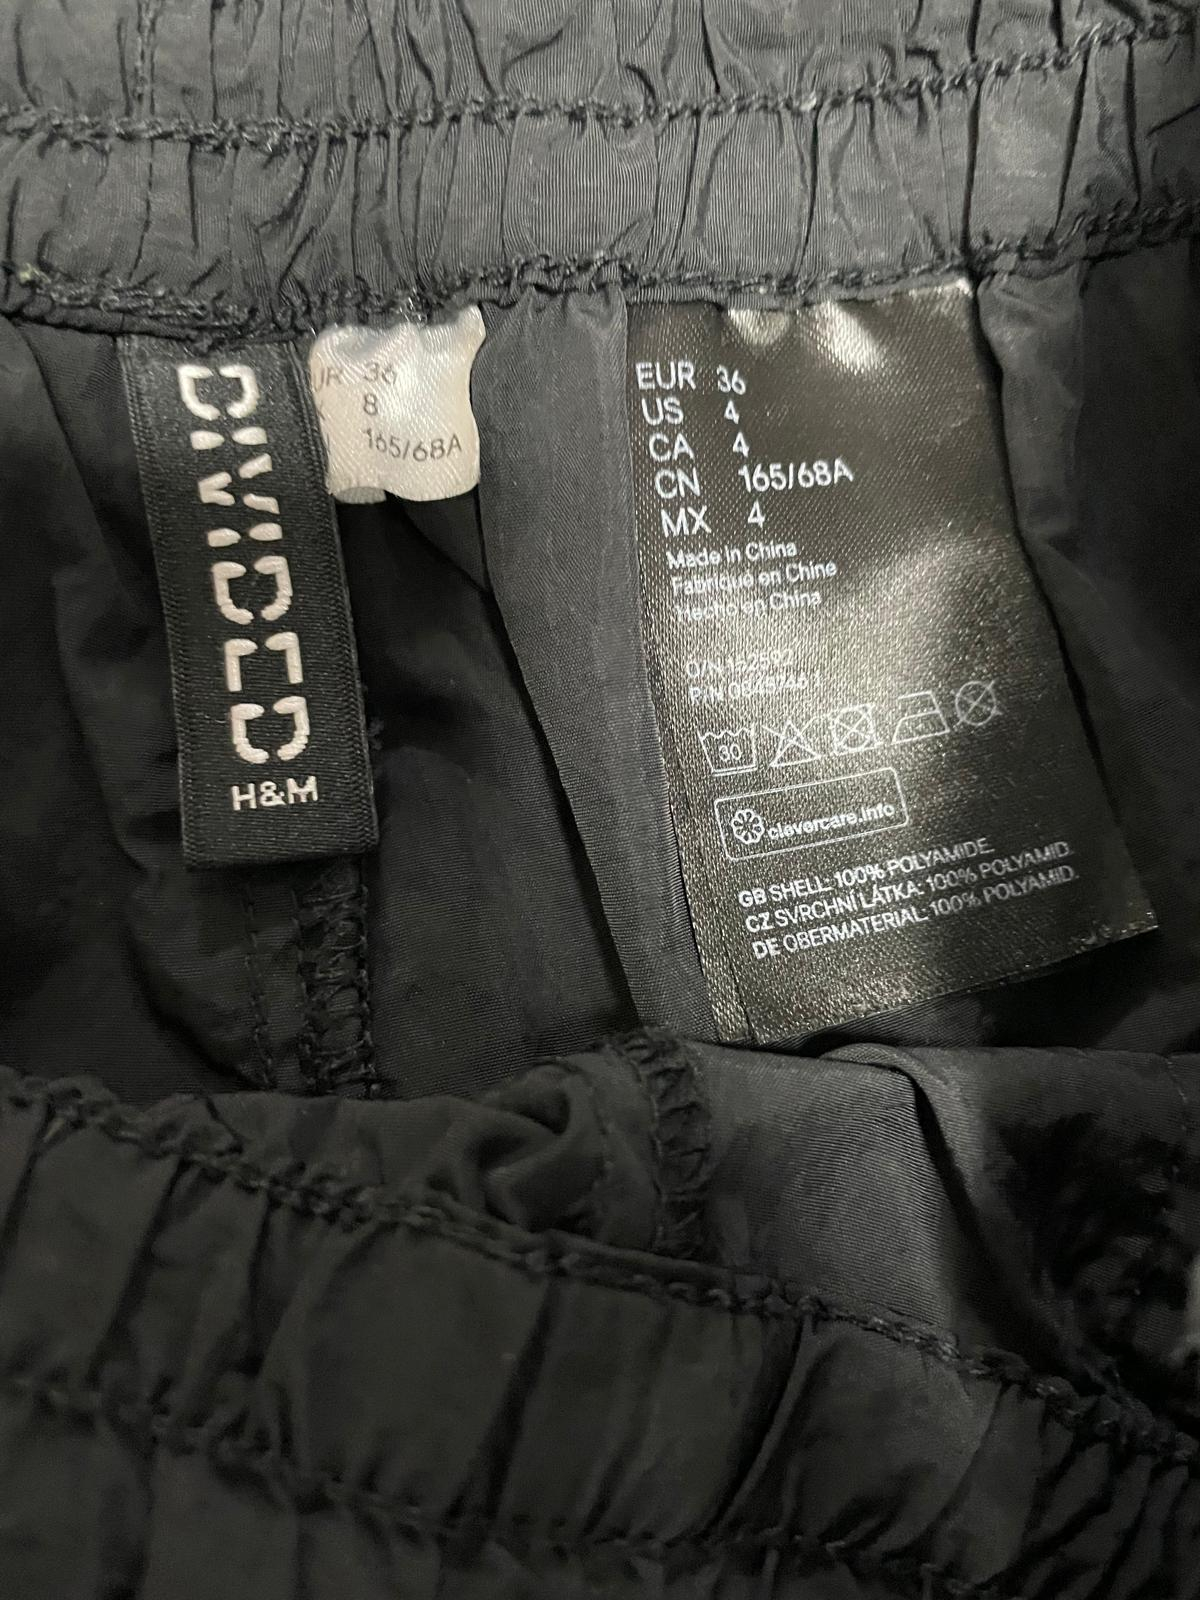 DIVIDED
H&M
UR 36
8
165/68A
EUR 36
US 4
CA 4
CN 165/68A
MX 4
Made in China
Fabriqué en Chine
Hecho en China
O/N
P/N
30
clevercare.info
GB SHELL: 100% POLYAMIDE.
CZ SVRCHNÍ LÁTKA: 100% POLYAMID.
DE OBERMATERIAL: 100% POLYAMID.